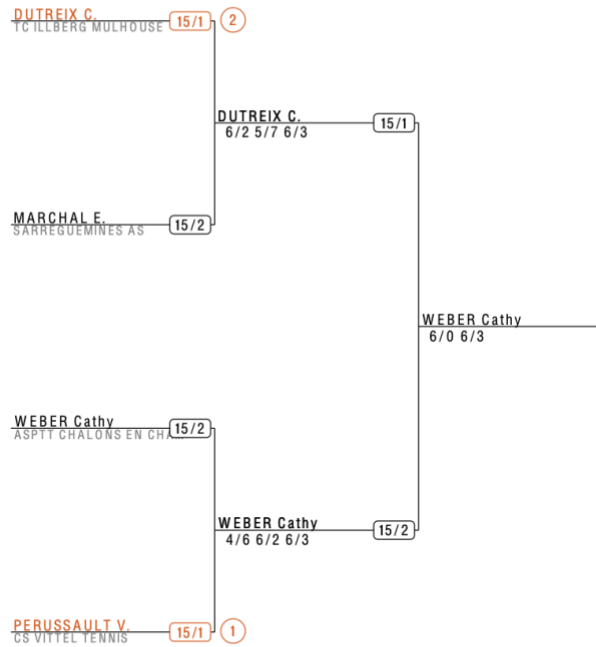 DUTREIX C. 15/1 2
TC ILLBERG MULHOUSE
DUTREIX C. 15/1
6/2 5/7 6/3
MARCHAL E. 15/2
SARREGUEMINES AS
WEBER Cathy
6/0 6/3
WEBER Cathy 15/2
ASPTT CHALONS EN CHA...
WEBER Cathy 15/2
4/6 6/2 6/3
PERUSSAULT V. 15/1 1
CS VITTEL TENNIS